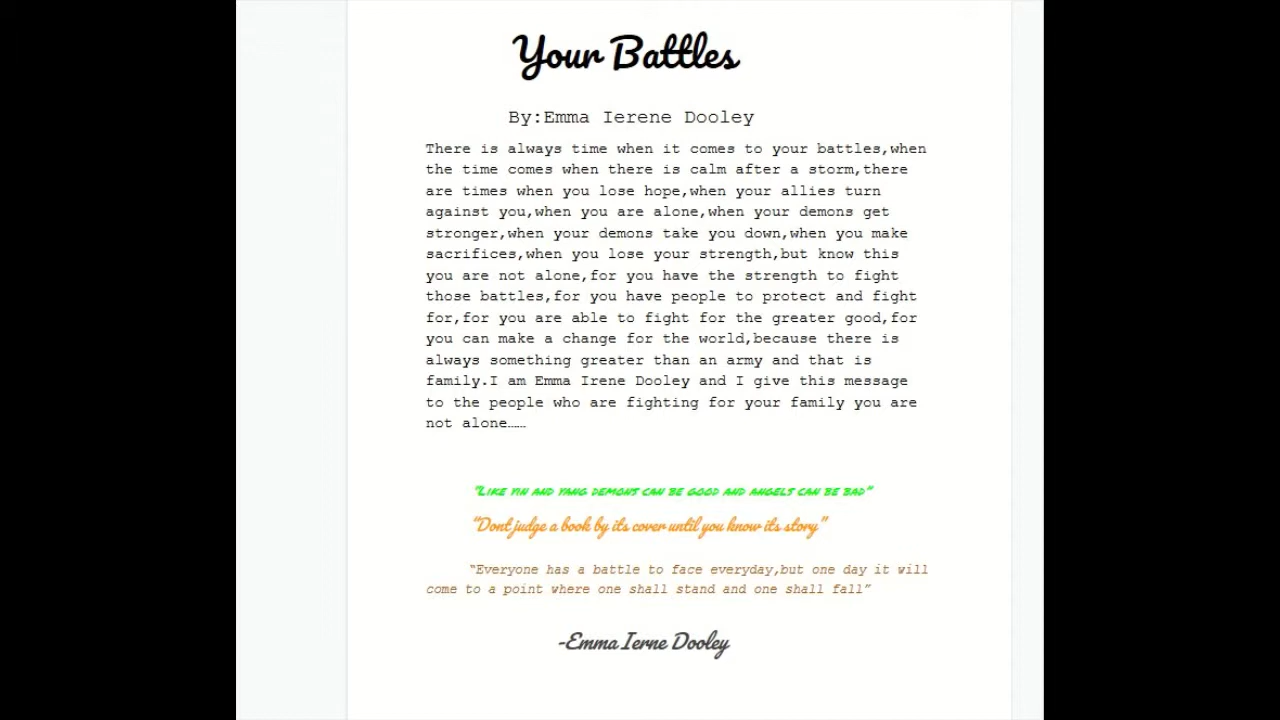 Your Battles
By:Emma Ierene Dooley
There is always time when it comes to your battles,when
the time comes when there is calm after a storm,there
are times when you lose hope,when your allies turn
against you,when you are alone,when your demons get
stronger,when your demons take you down,when you make
sacrifices,when you lose your strength,but know this
you are not alone,for you have the strength to fight
those battles,for you have people to protect and fight
for,for you are able to fight for the greater good,for
you can make a change for the world,because there is
always something greater than an army and that is
family.I am Emma Irene Dooley and I give this message
to the people who are fighting for your family you are
not alone……
"Like yin and yang demons can be good and angels can be bad"
"Dont judge a book by its cover until you know its story"
"Everyone has a battle to face everyday,but one day it will
come to a point where one shall stand and one shall fall"
-Emma Ierne Dooley